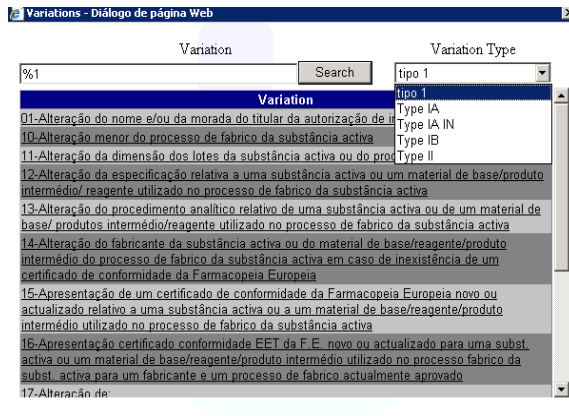 Variations - Diálogo de página Web
Variation
Variation Type
%1
Search
tipo 1
tipo 1
Type IA
Type IA IN
Type IB
Type II
Variation
01-Alteração do nome e/ou da morada do titular da autorização de
10-Alteração menor do processo de fabrico da substância activa
11-Alteração da dimensão dos lotes da substância activa ou do
12-Alteração da especificação relativa a uma substância activa ou um material de base/produto
intermédio/ reagente utilizado no processo de fabrico da substância activa
13-Alteração do procedimento analítico relativo de uma substância activa ou de um material de
base/ produtos intermédio/reagente utilizado no processo de fabrico da substância activa
14-Alteração do fabricante da substância activa ou do material de base/reagente/produto
intermédio do processo de fabrico da substância activa em caso de inexistência de um
certificado de conformidade da Farmacopeia Europeia
15-Apresentação de um certificado de conformidade da Farmacopeia Europeia novo ou
actualizado relativo a uma substância activa ou a um material de base/reagente/produto
intermédio utilizado no processo de fabrico da substância activa
16-Apresentação certificado conformidade EET da F.E. novo ou actualizado para uma subst.
activa ou um material de base/reagente/produto intermédio utilizado no processo fabrico da
subst. activa para um fabricante e um processo de fabrico actualmente aprovado
17-Alteração de: